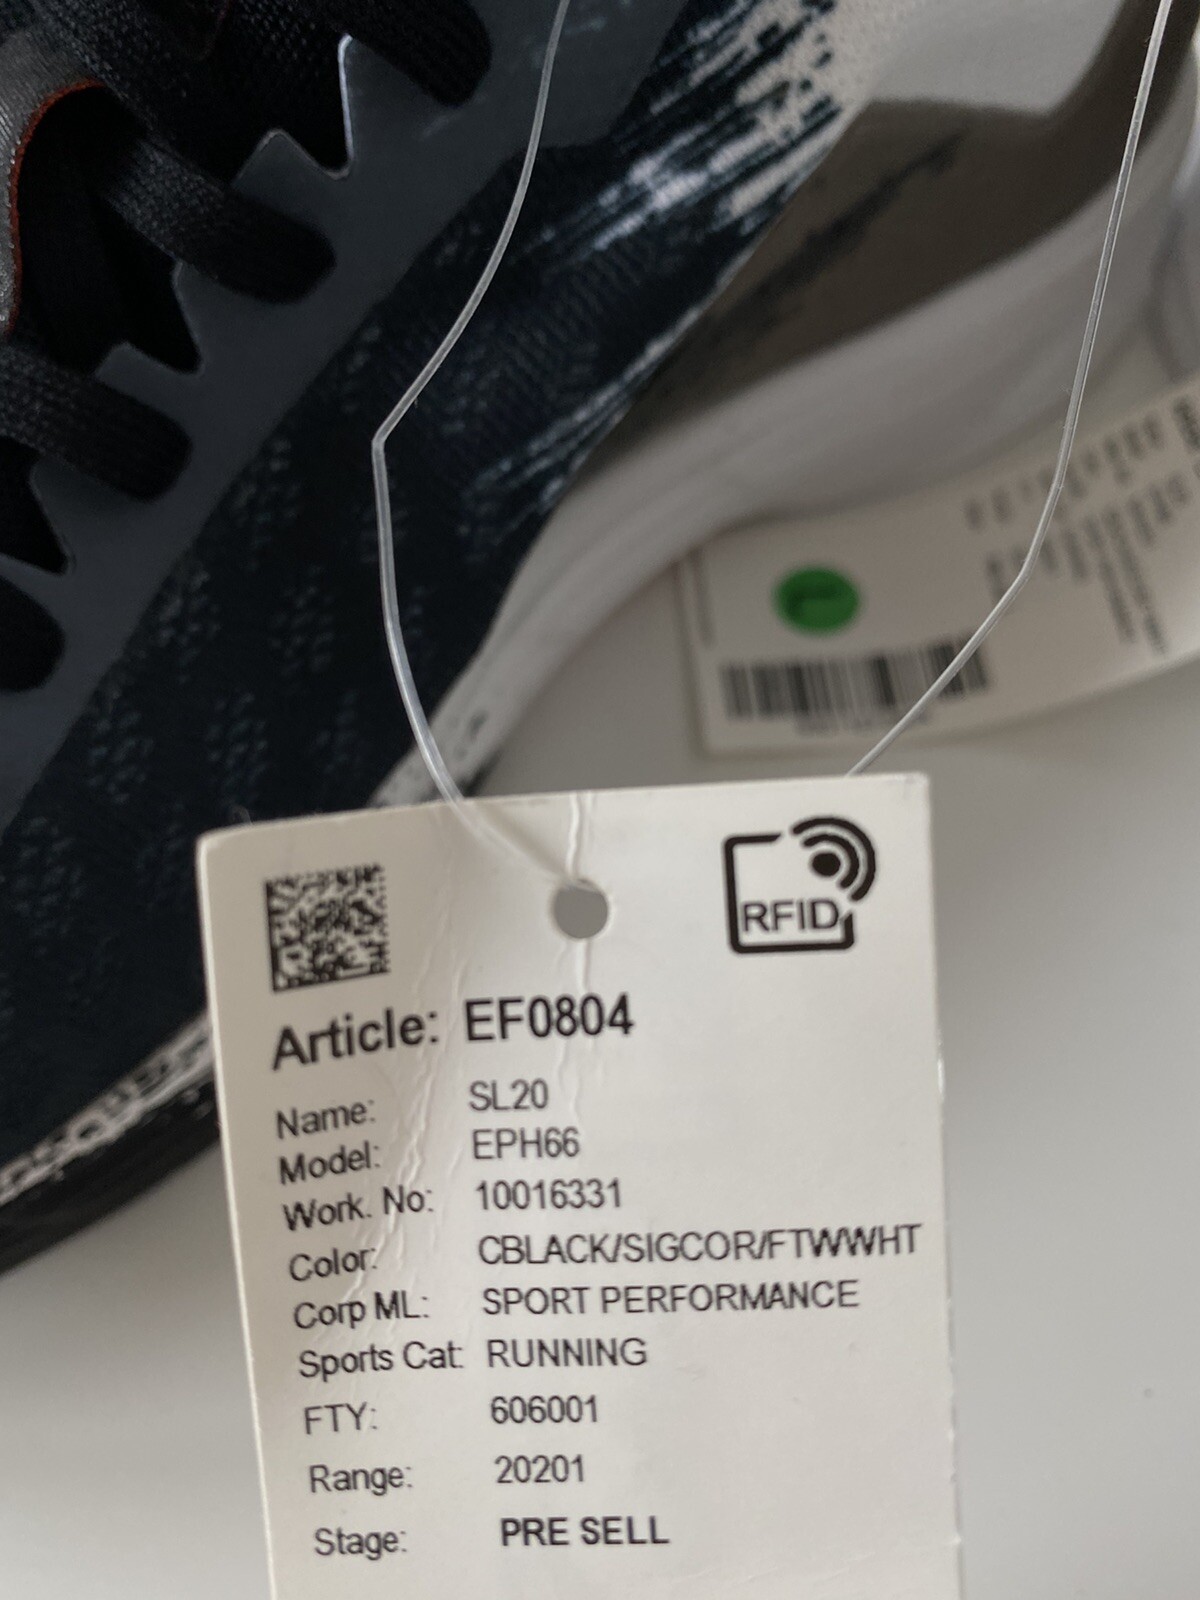 RFID
Article: EF0804
Name: SL20
Model: EPH66
Work. No: 10016331
Color: CBLACK/SIGCOR/FTWWHT
Corp ML: SPORT PERFORMANCE
Sports Cat: RUNNING
FTY: 606001
Range: 20201
Stage: PRE SELL